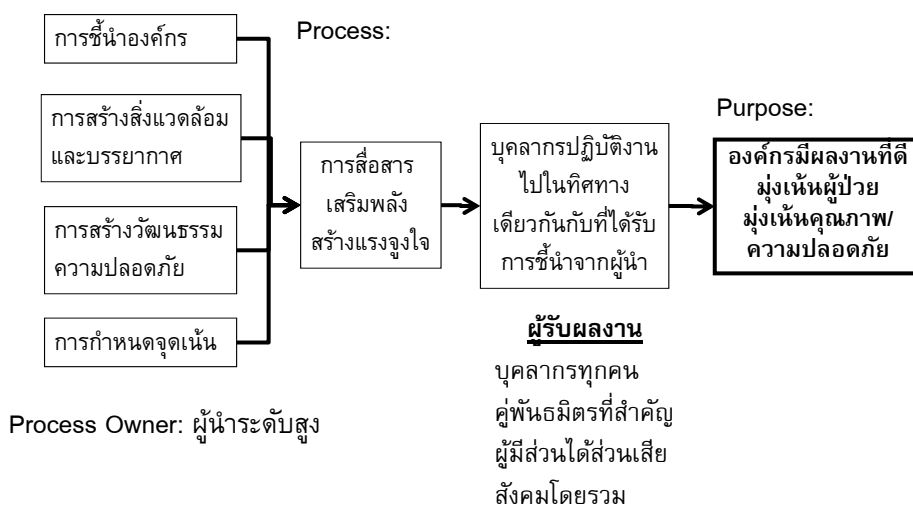 การชี้นำองค์กร
Process:
การสร้างสิ่งแวดล้อม
และบรรยากาศ
การสร้างวัฒนธรรม
ความปลอดภัย
การกำหนดจุดเน้น
การสื่อสาร
เสริมพลัง
สร้างแรงจูงใจ
บุคลากรปฏิบัติงาน
ไปในทิศทาง
เดียวกันกับที่ได้รับ
การชี้นำจากผู้นำ
Purpose:
องค์กรมีผลงานที่ดี
มุ่งเน้นผู้ป่วย
มุ่งเน้นคุณภาพ/
ความปลอดภัย
Process Owner: ผู้นำระดับสูง
ผู้รับผลงาน
บุคลากรทุกคน
คู่พันธมิตรที่สำคัญ
ผู้มีส่วนได้ส่วนเสีย
สังคมโดยรวม